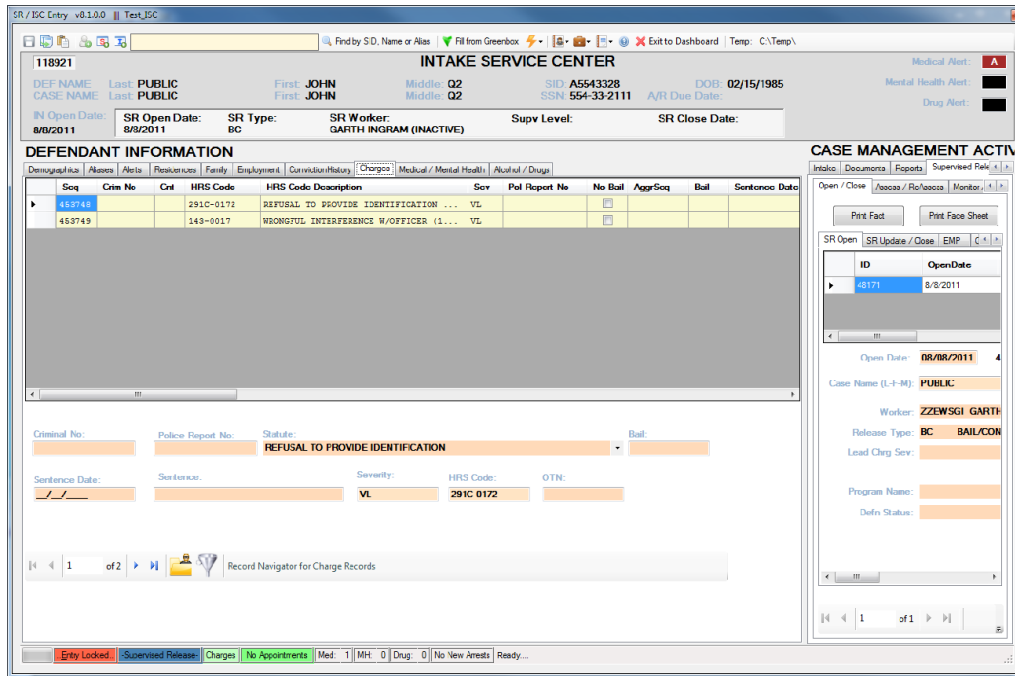 SR / ISC Entry v8.1.0.0 ||| Test_ISC
Find by SID, Name or Alias Fill from Greenbox Exit to Dashboard Temp: C:\Temp\
118921 INTAKE SERVICE CENTER Medical Alert: A
DEF NAME Last: PUBLIC First: JOHN Middle: Q2 SID: A5543328 DOB: 02/15/1985 Mental Health Alert:
CASE NAME Last: PUBLIC First: JOHN Middle: Q2 SSN: 554-33-2111 A/R Due Date: Drug Alert:
IN Open Date: SR Open Date: SR Type: SR Worker: Supv Level: SR Close Date:
8/8/2011 8/8/2011 BC GARTH INGRAM (INACTIVE)
DEFENDANT INFORMATION
Demographics Aliases Alerts Residences Family Employment ConvictionHistory Charges Medical / Mental Health Alcohol / Drugs
Seq Crim No Cnt HRS Code HRS Code Description Sev Pol Report No No Bail AggrSeq Bail Sentence Date
453748 291C-0172 REFUSAL TO PROVIDE IDENTIFICATION ... VL
453749 143-0017 WRONGFUL INTERFERENCE W/OFFICER (1... VL
Criminal No: Police Report No: Statute: Bail:
REFUSAL TO PROVIDE IDENTIFICATION
Sentence Date: Sentence: Severity: HRS Code: OTN:
__/__/____ VL 291C-0172
1 of 2 Record Navigator for Charge Records
CASE MANAGEMENT ACTIV
Intake Documents Reports Supervised Rele
Open / Close Assess / ReAssess Monitor,
Print Fact Print Face Sheet
SR Open SR Update / Close EMP C
ID OpenDate
48171 8/8/2011
Open Date: 08/08/2011 4
Case Name (L-F-M): PUBLIC
Worker: ZZEWSGI GARTH
Release Type: BC BAIL/CON
Lead Chrg Sev:
Program Name:
Defn Status:
1 of 1
Entry Locked.. -Supervised Release- Charges No Appointments Med: 1 MH: 0 Drug: 0 No New Arrests Ready....